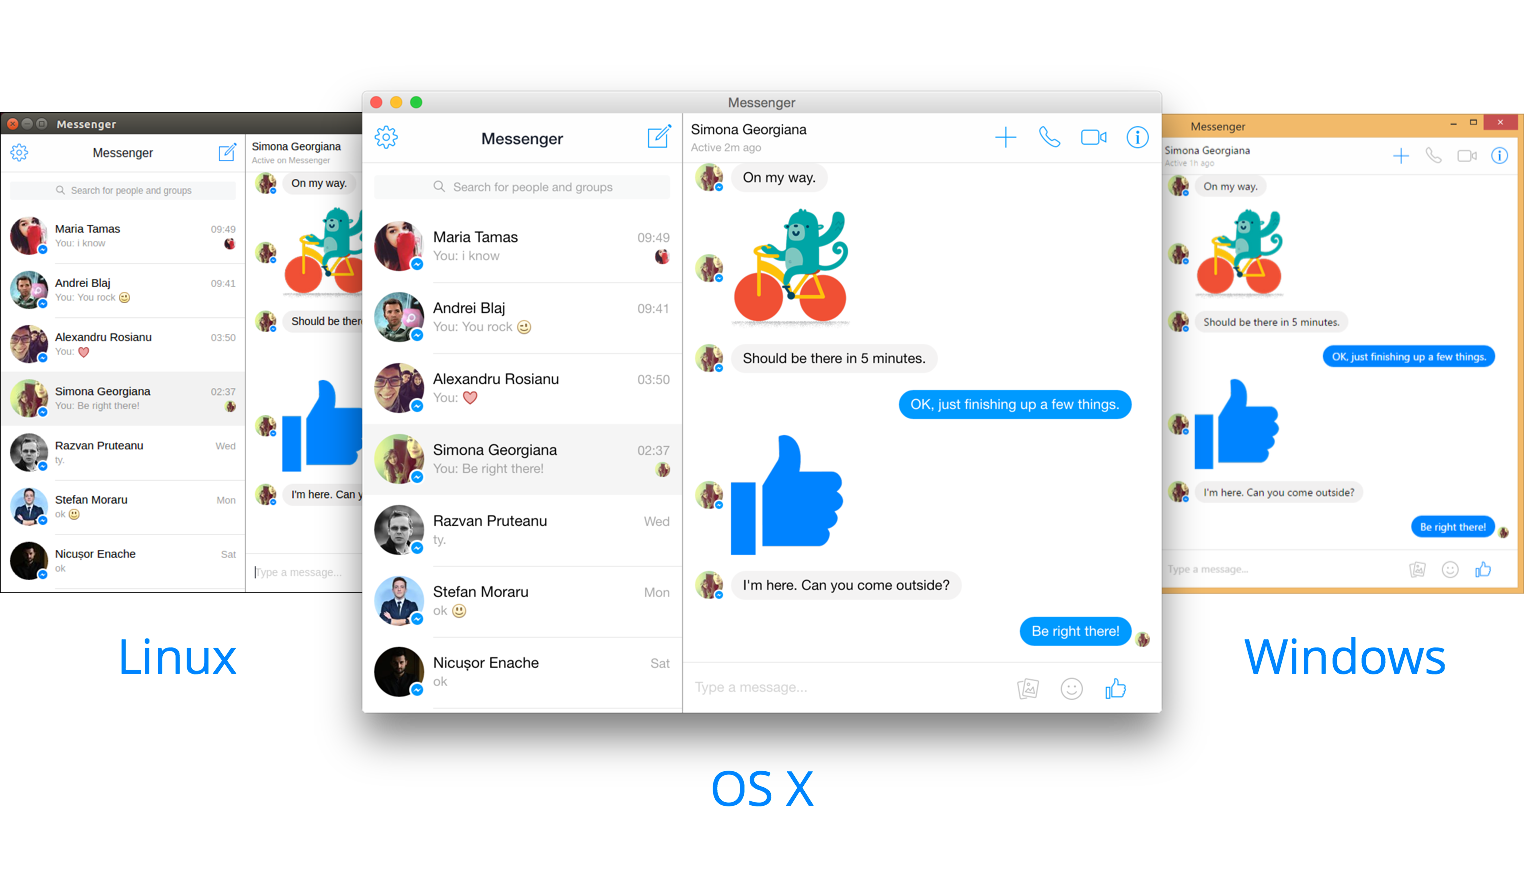 Messenger
Messenger
Search for people and groups
Maria Tamas 09:49
You: i know
Andrei Blaj 09:41
You: You rock
Alexandru Rosianu 03:50
You:
Simona Georgiana 02:37
You: Be right there!
Razvan Pruteanu Wed
ty.
Stefan Moraru Mon
ok
Nicușor Enache Sat
ok
Simona Georgiana
Active on Messenger
On my way.
Should be ther
I'm here. Can y
Type a message...
Linux
Messenger
Messenger
Search for people and groups
Maria Tamas 09:49
You: i know
Andrei Blaj 09:41
You: You rock
Alexandru Rosianu 03:50
You:
Simona Georgiana 02:37
You: Be right there!
Razvan Pruteanu Wed
ty.
Stefan Moraru Mon
ok
Nicușor Enache Sat
ok
Simona Georgiana
Active 2m ago
On my way.
Should be there in 5 minutes.
OK, just finishing up a few things.
I'm here. Can you come outside?
Be right there!
Type a message...
OS X
Messenger
Simona Georgiana
Active 1h ago
On my way.
Should be there in 5 minutes.
OK, just finishing up a few things.
I'm here. Can you come outside?
Be right there!
Type a message...
Windows